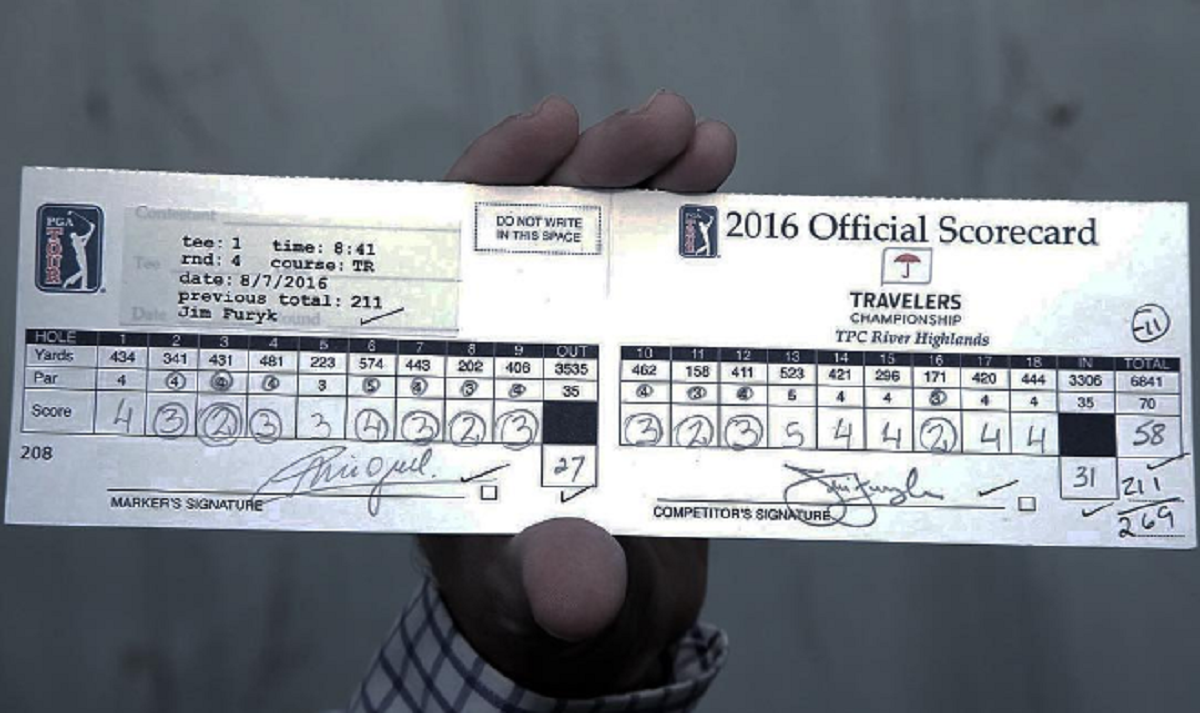 PGA TOUR
Contestant
tee: 1 time: 8:41
Tee
rnd: 4 course: TR
date: 8/7/2016
previous total: 211
Date Round
Jim Furyk
DO NOT WRITE
IN THIS SPACE
PGA TOUR
2016 Official Scorecard
TRAVELERS
CHAMPIONSHIP
TPC River Highlands
-11
HOLE 1 2 3 4 5 6 7 8 9 OUT
Yards 434 341 431 481 223 574 443 202 406 3535
Par 4 4 4 4 3 5 4 3 4 35
Score 4 3 2 3 3 4 3 2 3
27
208
MARKER'S SIGNATURE
10 11 12 13 14 15 16 17 18 IN TOTAL
462 158 411 523 421 296 171 420 444 3306 6841
4 3 4 5 4 4 3 4 4 35 70
3 2 3 5 4 4 2 4 4 58
31 211
269
Jim Furyk
COMPETITOR'S SIGNATURE